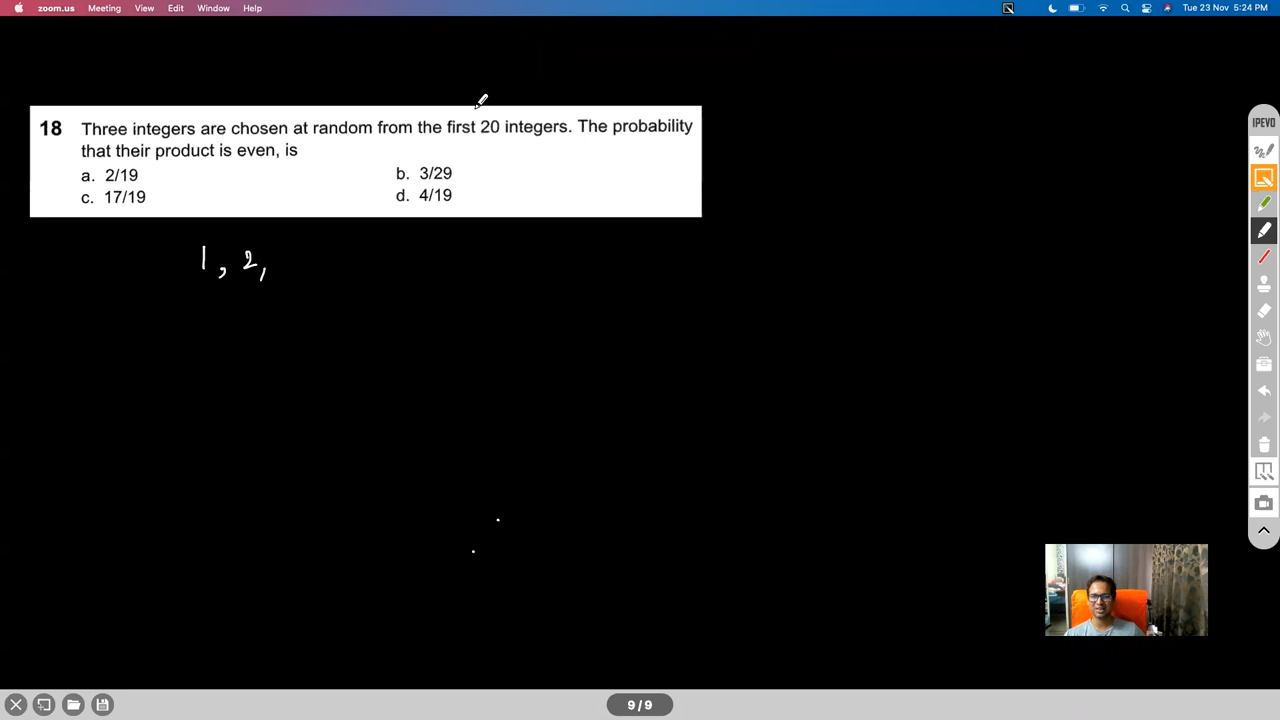 zoom.us Meeting View Edit Window Help Tue 23 Nov 5:24 PM
18 Three integers are chosen at random from the first 20 integers. The probability
that their product is even, is
a. 2/19 b. 3/29
c. 17/19 d. 4/19
1, 2,
IPEVO
9 / 9